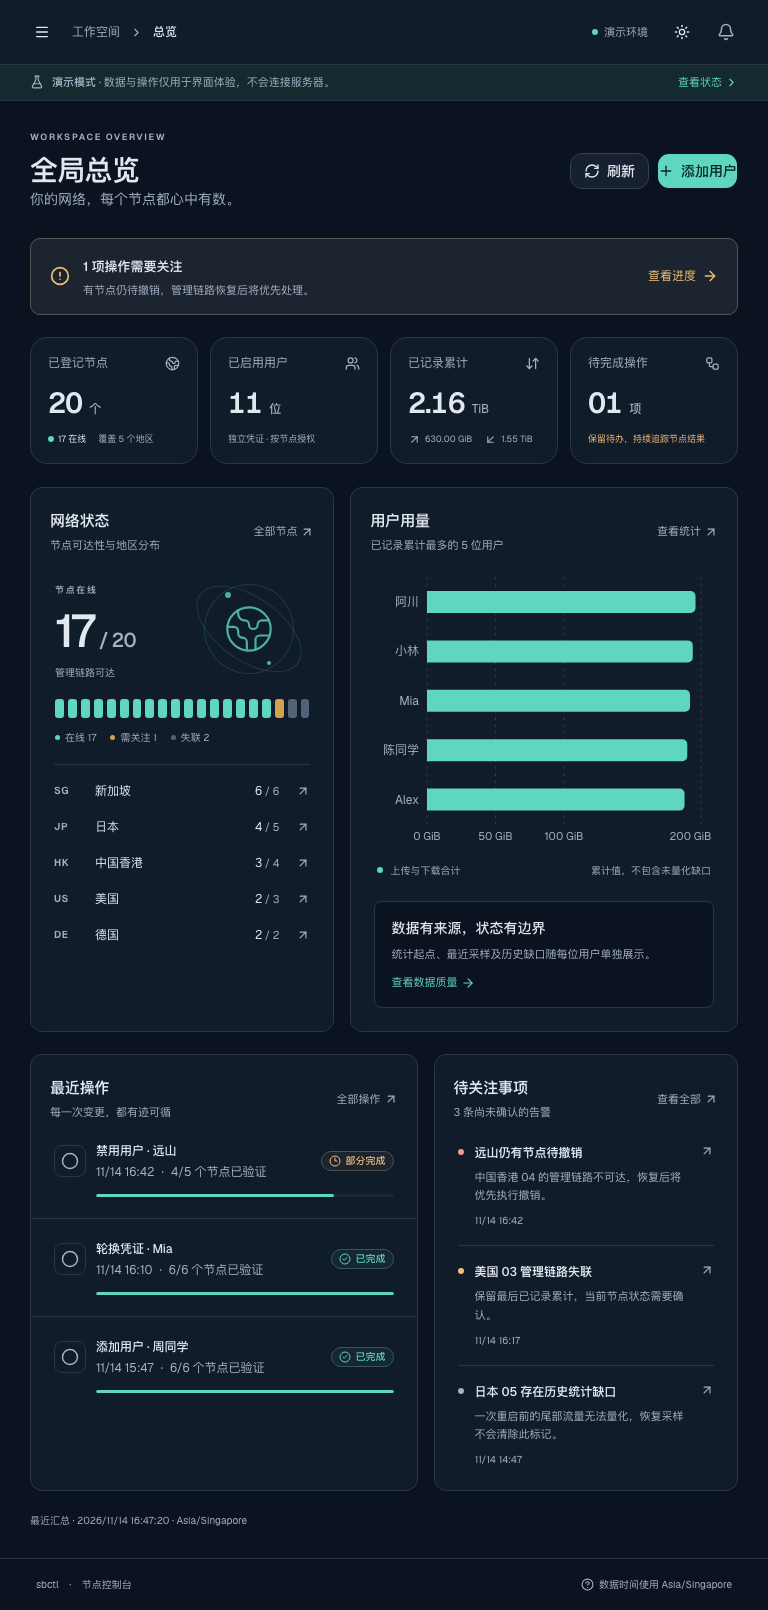 工作空间 > 总览
演示环境
演示模式 · 数据与操作仅用于界面体验，不会连接服务器。
查看状态
WORKSPACE OVERVIEW
全局总览
你的网络，每个节点都心中有数。
刷新
添加用户
1 项操作需要关注
有节点仍待撤销，管理链路恢复后将优先处理。
查看进度
已登记节点
20 个
17 在线 覆盖 5 个地区
已启用用户
11 位
独立凭证 · 按节点授权
已记录累计
2.16 TiB
630.00 GiB 1.55 TiB
待完成操作
01 项
保留待办，持续追踪节点结果
网络状态
节点可达性与地区分布
全部节点
节点在线
17 / 20
管理链路可达
在线 17 需关注 1 失联 2
SG 新加坡 6 / 6
JP 日本 4 / 5
HK 中国香港 3 / 4
US 美国 2 / 3
DE 德国 2 / 2
用户用量
已记录累计最多的 5 位用户
查看统计
阿川
小林
Mia
陈同学
Alex
0 GiB 50 GiB 100 GiB 200 GiB
上传与下载合计
累计值，不包含未量化缺口
数据有来源，状态有边界
统计起点、最近采样及历史缺口随每位用户单独展示。
查看数据质量
最近操作
每一次变更，都有迹可循
全部操作
禁用用户 · 远山
11/14 16:42 · 4/5 个节点已验证
部分完成
轮换凭证 · Mia
11/14 16:10 · 6/6 个节点已验证
已完成
添加用户 · 周同学
11/14 15:47 · 6/6 个节点已验证
已完成
待关注事项
3 条尚未确认的告警
查看全部
远山仍有节点待撤销
中国香港 04 的管理链路不可达，恢复后将
优先执行撤销。
11/14 16:42
美国 03 管理链路失联
保留最后已记录累计，当前节点状态需要确
认。
11/14 16:17
日本 05 存在历史统计缺口
一次重启前的尾部流量无法量化，恢复采样
不会清除此标记。
11/14 14:47
最近汇总 · 2026/11/14 16:47:20 · Asia/Singapore
sbctl · 节点控制台
数据时间使用 Asia/Singapore